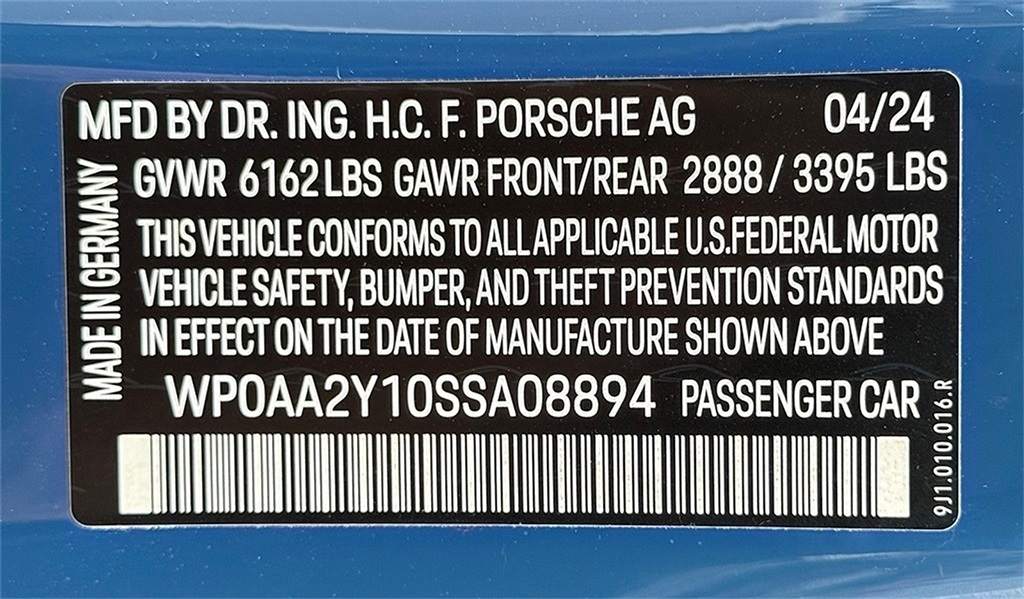 MFD BY DR. ING. H.C. F. PORSCHE AG 04/24
GVWR 6162 LBS GAWR FRONT/REAR 2888 / 3395 LBS
THIS VEHICLE CONFORMS TO ALL APPLICABLE U.S.FEDERAL MOTOR
VEHICLE SAFETY, BUMPER, AND THEFT PREVENTION STANDARDS
IN EFFECT ON THE DATE OF MANUFACTURE SHOWN ABOVE
WP0AA2Y10SSA08894 PASSENGER CAR
MADE IN GERMANY
9J1.010.016.R